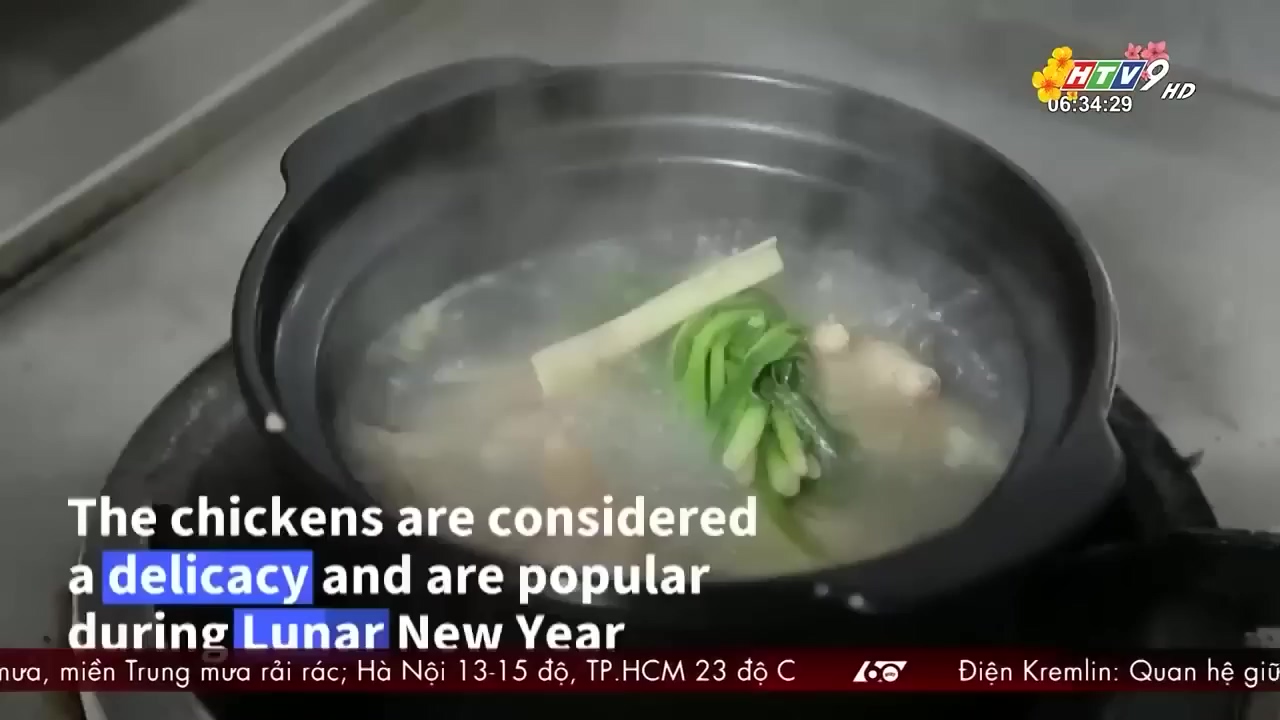 HTV9 HD
06:34:29
The chickens are considered
a delicacy and are popular
during Lunar New Year
mưa, miền Trung mưa rải rác; Hà Nội 13-15 độ, TP.HCM 23 độ C 60 Điện Kremlin: Quan hệ giữ